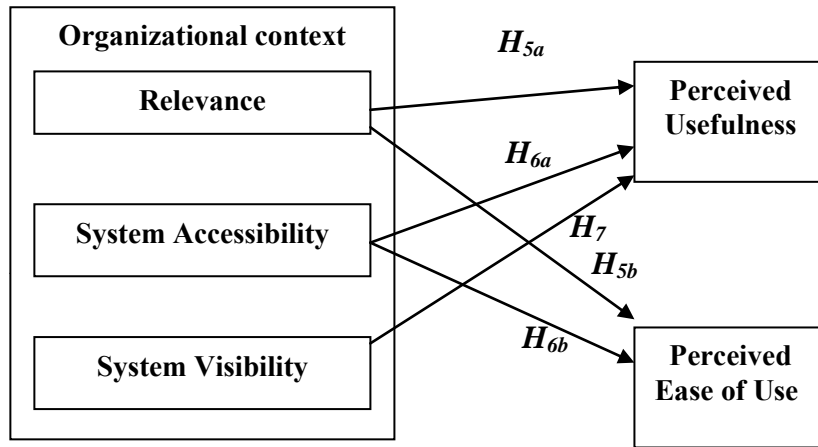 Organizational context
Relevance
System Accessibility
System Visibility
H5a
H6a
H7
H5b
H6b
Perceived
Usefulness
Perceived
Ease of Use